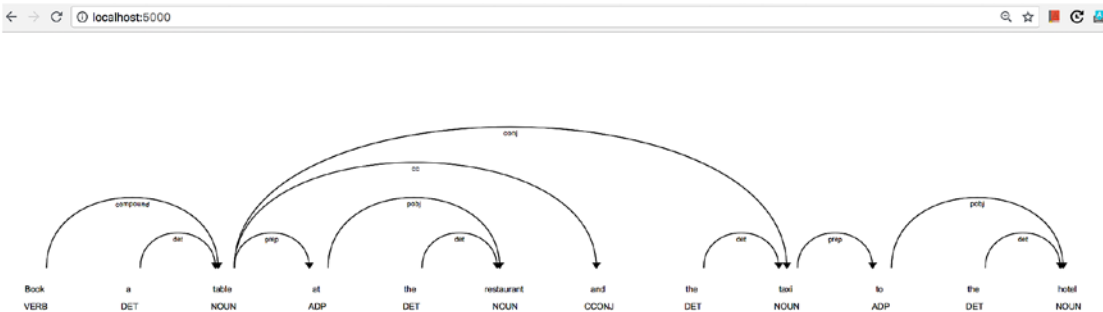 localhost:5000
conj
cc
compound pobj pobj
det prep det det prep det
Book a table at the restaurant and the taxi to the hotel
VERB DET NOUN ADP DET NOUN CCONJ DET NOUN ADP DET NOUN